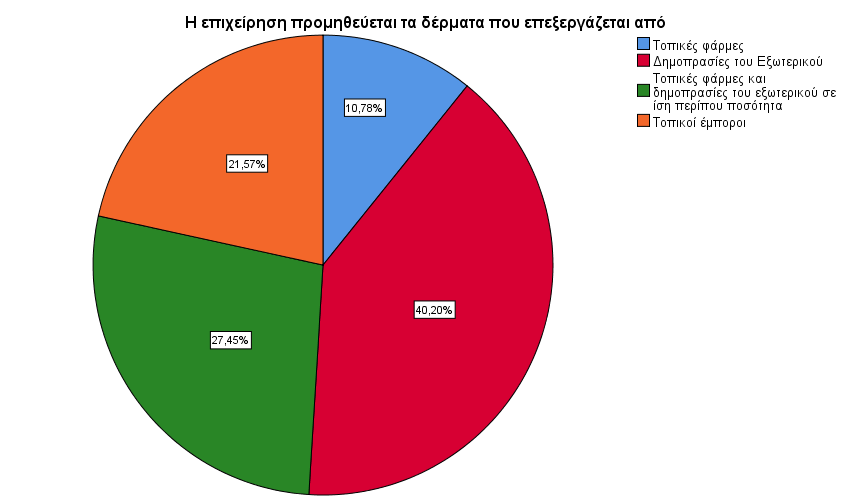 Η επιχείρηση προμηθεύεται τα δέρματα που επεξεργάζεται από
Τοπικές φάρμες
Δημοπρασίες του Εξωτερικού
Τοπικές φάρμες και
δημοπρασίες του εξωτερικού σε
ίση περίπου ποσότητα
Τοπικοί έμποροι
10,78%
21,57%
40,20%
27,45%